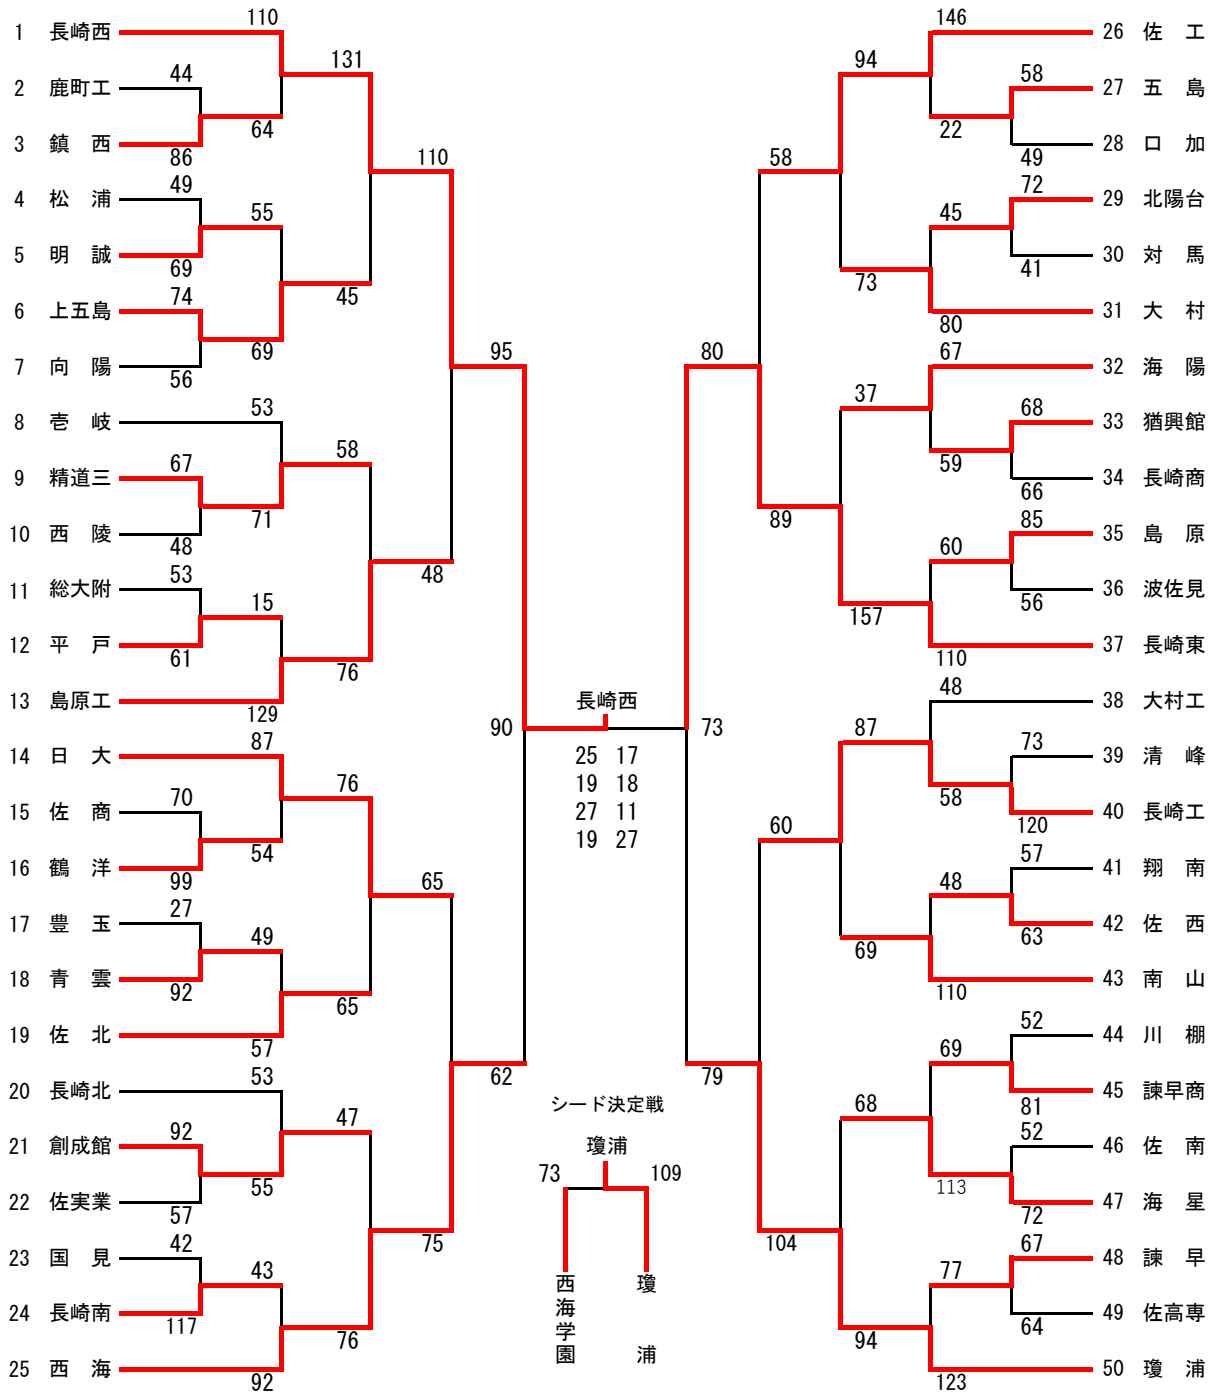 1 長崎西
2 鹿町工
3 鎮 西
4 松 浦
5 明 誠
6 上五島
7 向 陽
8 壱 岐
9 精道三
10 西 陵
11 総大附
12 平 戸
13 島原工
14 日 大
15 佐 商
16 鶴 洋
17 豊 玉
18 青 雲
19 佐 北
20 長崎北
21 創成館
22 佐実業
23 国 見
24 長崎南
25 西 海
44
86
49
69
74
56
67
48
53
61
70
99
27
92
92
57
42
117
110
64
55
69
53
71
15
129
87
54
49
57
53
55
43
92
131
45
58
76
76
65
47
76
110
48
65
75
95
62
90
長崎西
25 17
19 18
27 11
19 27
73
シード決定戦
瓊浦
73 109
西海学園
瓊 浦
80
79
58
89
60
104
94
73
37
157
87
69
68
94
146
22
45
80
67
59
60
110
48
58
48
110
69
113
77
123
58
49
72
41
68
66
85
56
73
120
57
63
52
81
52
72
67
64
26 佐 工
27 五 島
28 口 加
29 北陽台
30 対 馬
31 大 村
32 海 陽
33 猶興館
34 長崎商
35 島 原
36 波佐見
37 長崎東
38 大村工
39 清 峰
40 長崎工
41 翔 南
42 佐 西
43 南 山
44 川 棚
45 諫早商
46 佐 南
47 海 星
48 諫 早
49 佐高専
50 瓊 浦